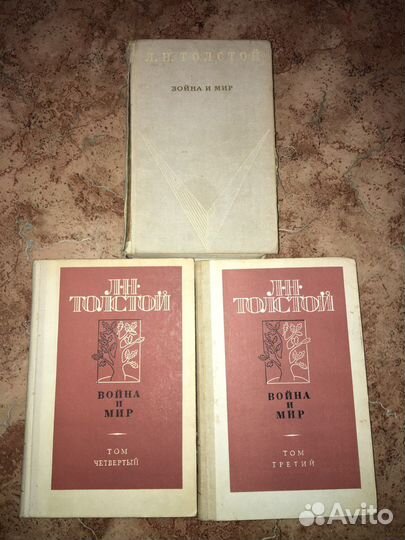 Л. Н. ТОЛСТОЙ
ВОЙНА И МИР
Л·Н·
ТОЛСТОЙ
ВОЙНА
И
МИР
ТОМ
ЧЕТВЕРТЫЙ
Л·Н·
ТОЛСТОЙ
ВОЙНА
И
МИР
ТОМ
ТРЕТИЙ
Avito